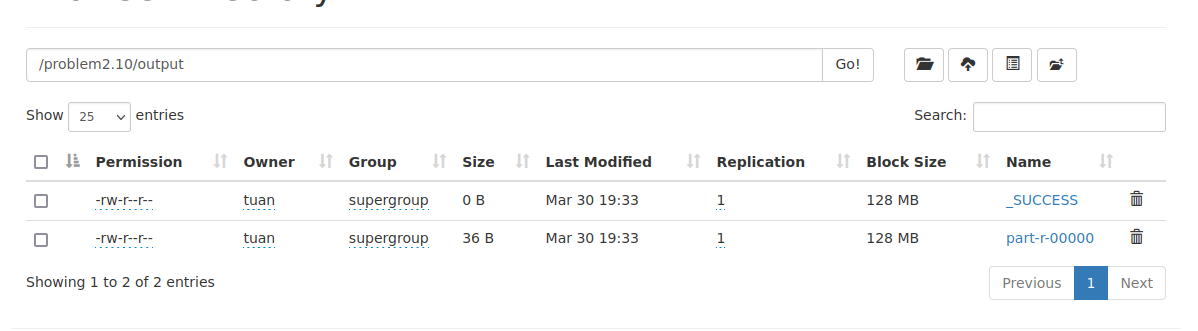 /problem2.10/output Go!
Show 25 entries Search:
Permission Owner Group Size Last Modified Replication Block Size Name
-rw-r--r-- tuan supergroup 0 B Mar 30 19:33 1 128 MB _SUCCESS
-rw-r--r-- tuan supergroup 36 B Mar 30 19:33 1 128 MB part-r-00000
Showing 1 to 2 of 2 entries Previous 1 Next